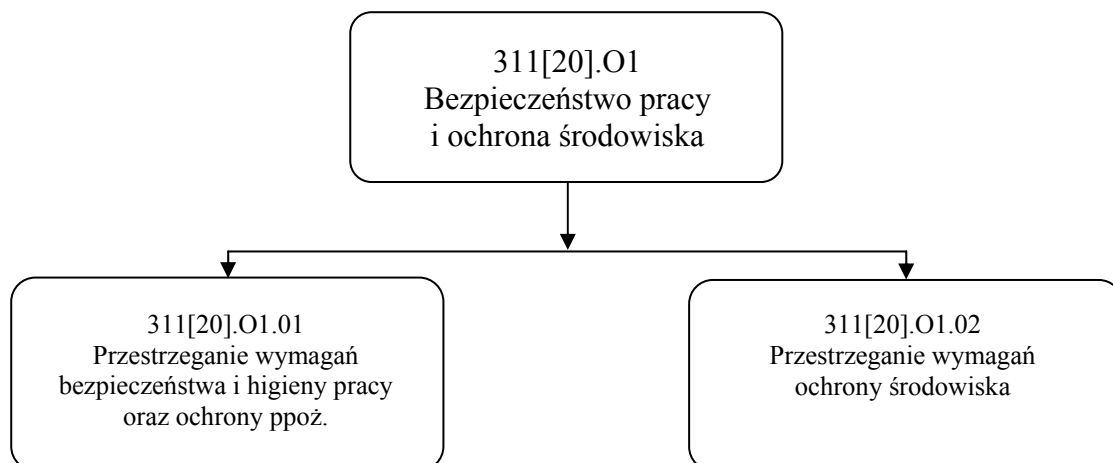 311[20].O1
Bezpieczeństwo pracy
i ochrona środowiska
311[20].O1.01
Przestrzeganie wymagań
bezpieczeństwa i higieny pracy
oraz ochrony ppoż.
311[20].O1.02
Przestrzeganie wymagań
ochrony środowiska